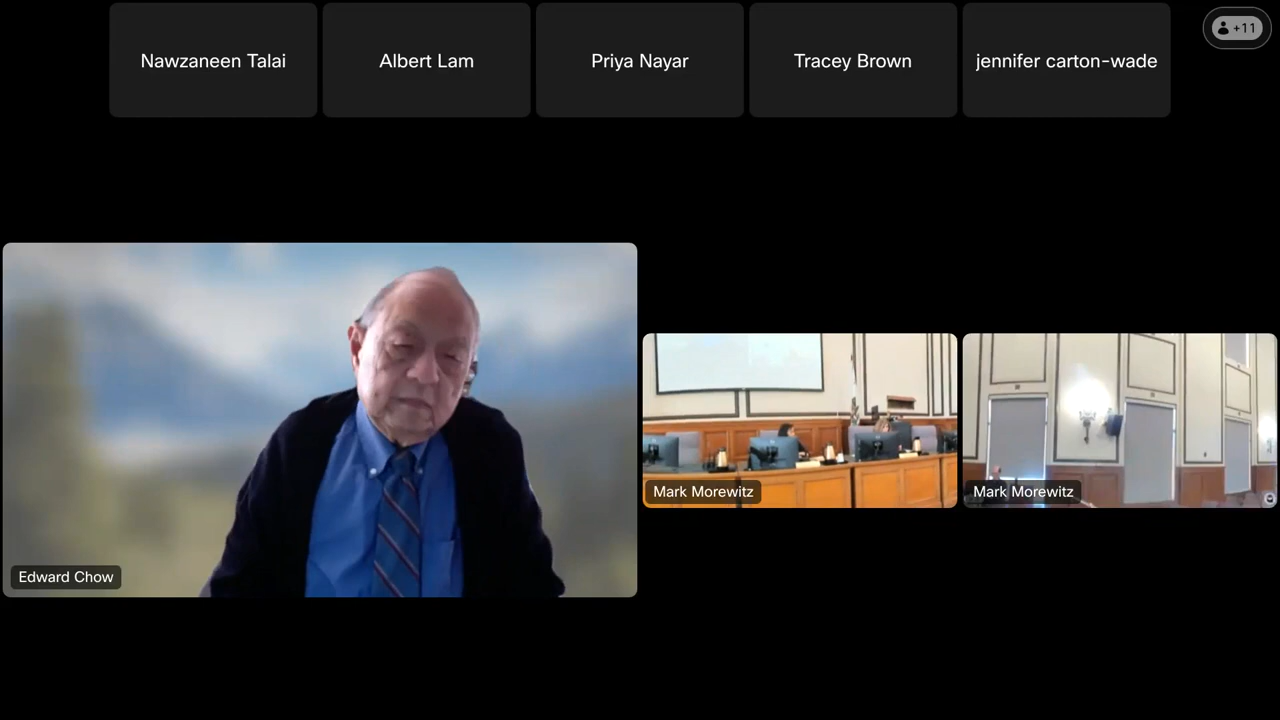 Nawzaneen Talai
Albert Lam
Priya Nayar
Tracey Brown
jennifer carton-wade
+11
Edward Chow
Mark Morewitz
Mark Morewitz